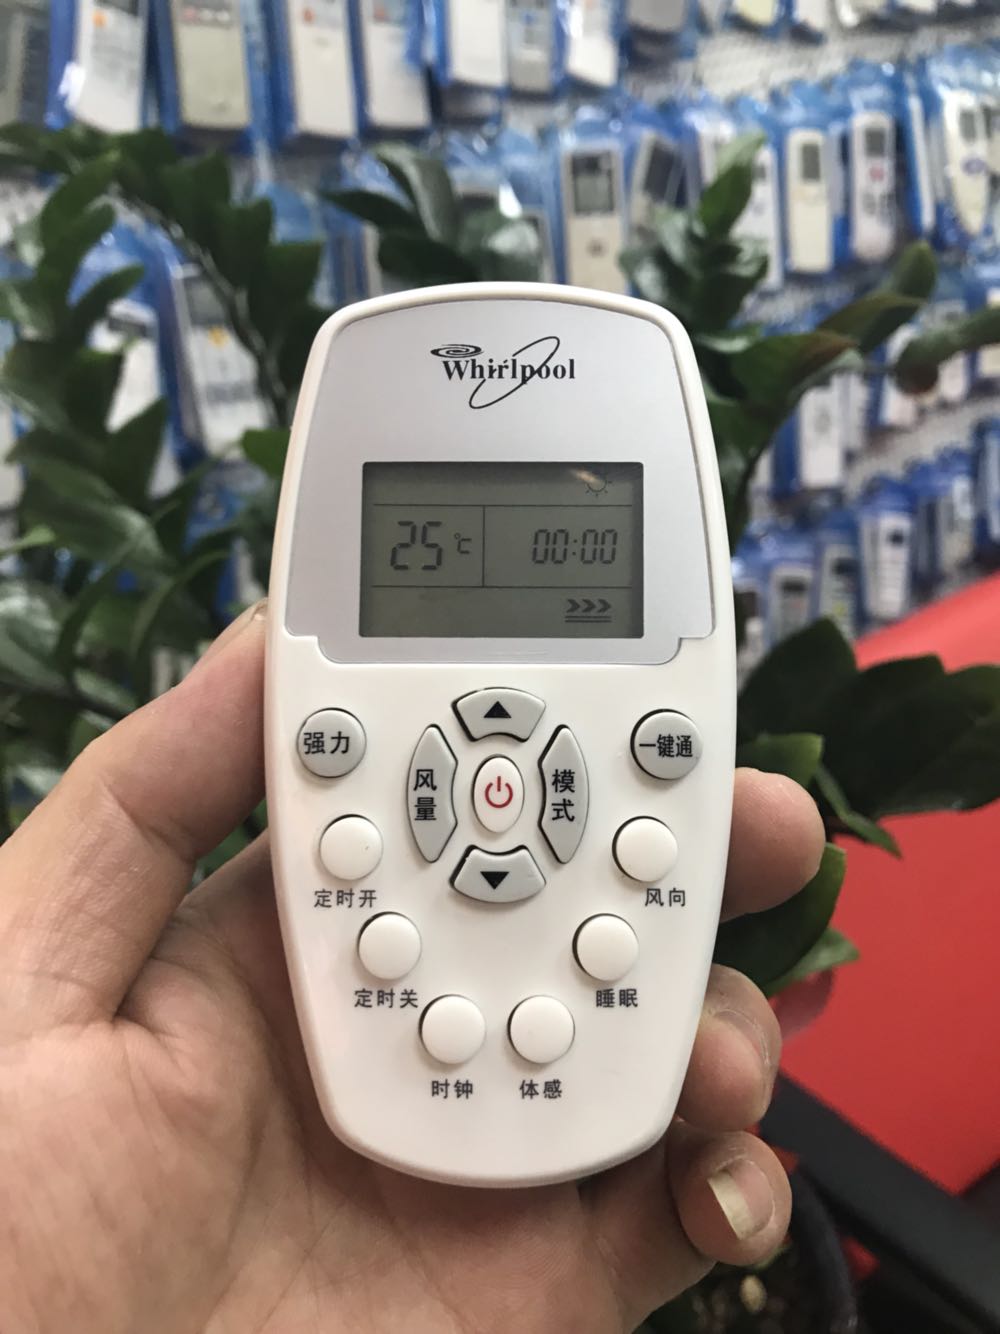 Whirlpool
25℃
00:00
强力
一键通
风量
模式
定时开
风向
定时关
睡眠
时钟
体感